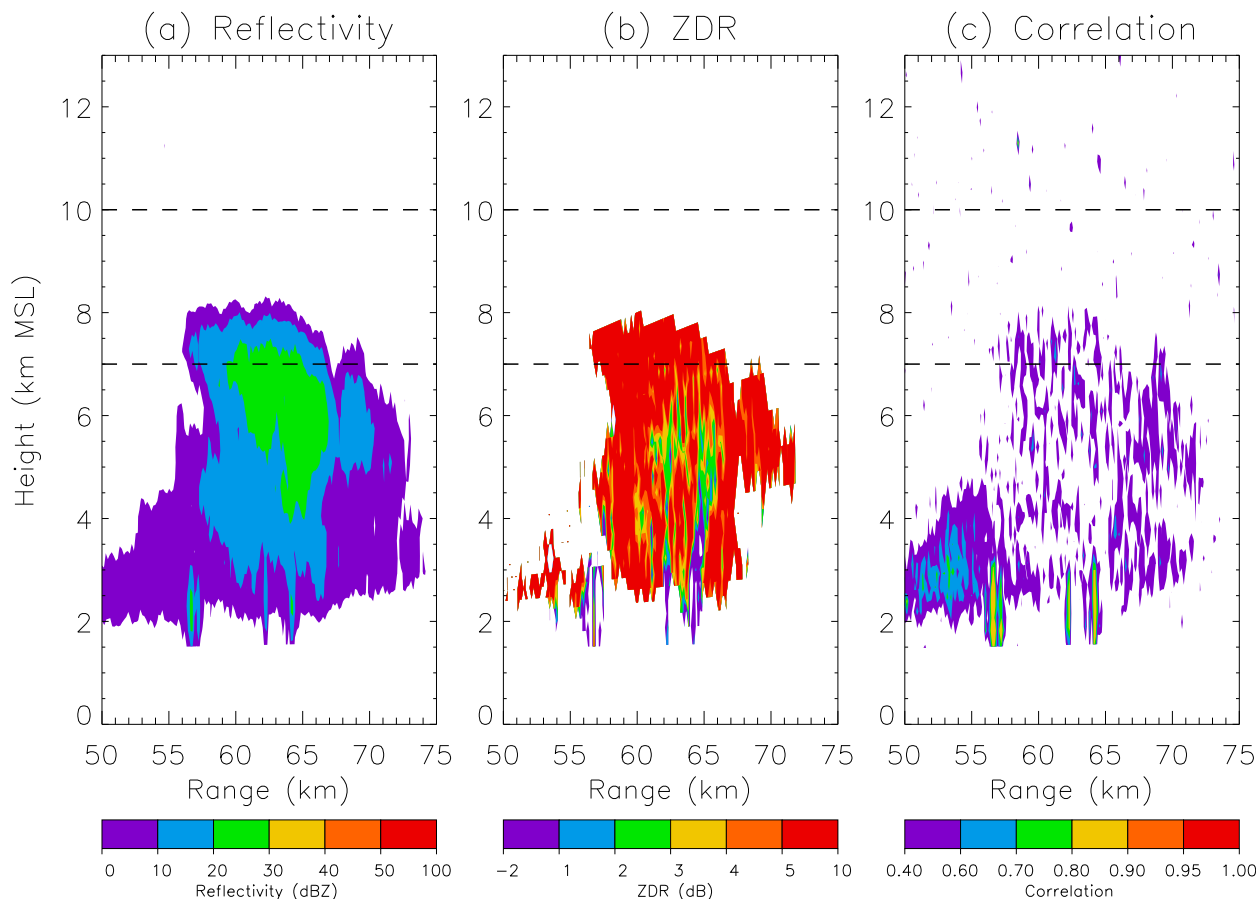 (a) Reflectivity
(b) ZDR
(c) Correlation
Height (km MSL)
12
10
8
6
4
2
0
50 55 60 65 70 75
Range (km)
0 10 20 30 40 50 100
Reflectivity (dBZ)
12
10
8
6
4
2
0
50 55 60 65 70 75
Range (km)
-2 1 2 3 4 5 10
ZDR (dB)
12
10
8
6
4
2
0
50 55 60 65 70 75
Range (km)
0.40 0.60 0.70 0.80 0.90 0.95 1.00
Correlation